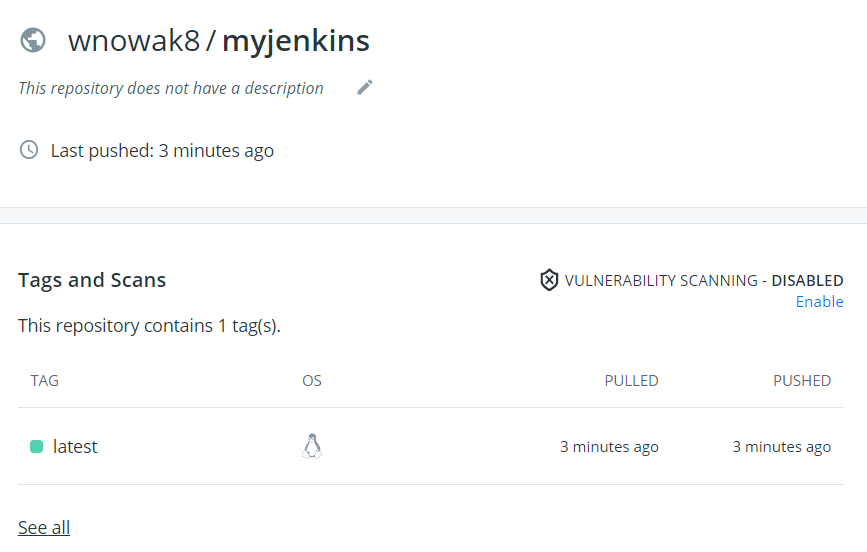 wnowak8 / myjenkins
This repository does not have a description
Last pushed: 3 minutes ago
Tags and Scans
VULNERABILITY SCANNING - DISABLED
Enable
This repository contains 1 tag(s).
TAG OS PULLED PUSHED
latest 3 minutes ago 3 minutes ago
See all